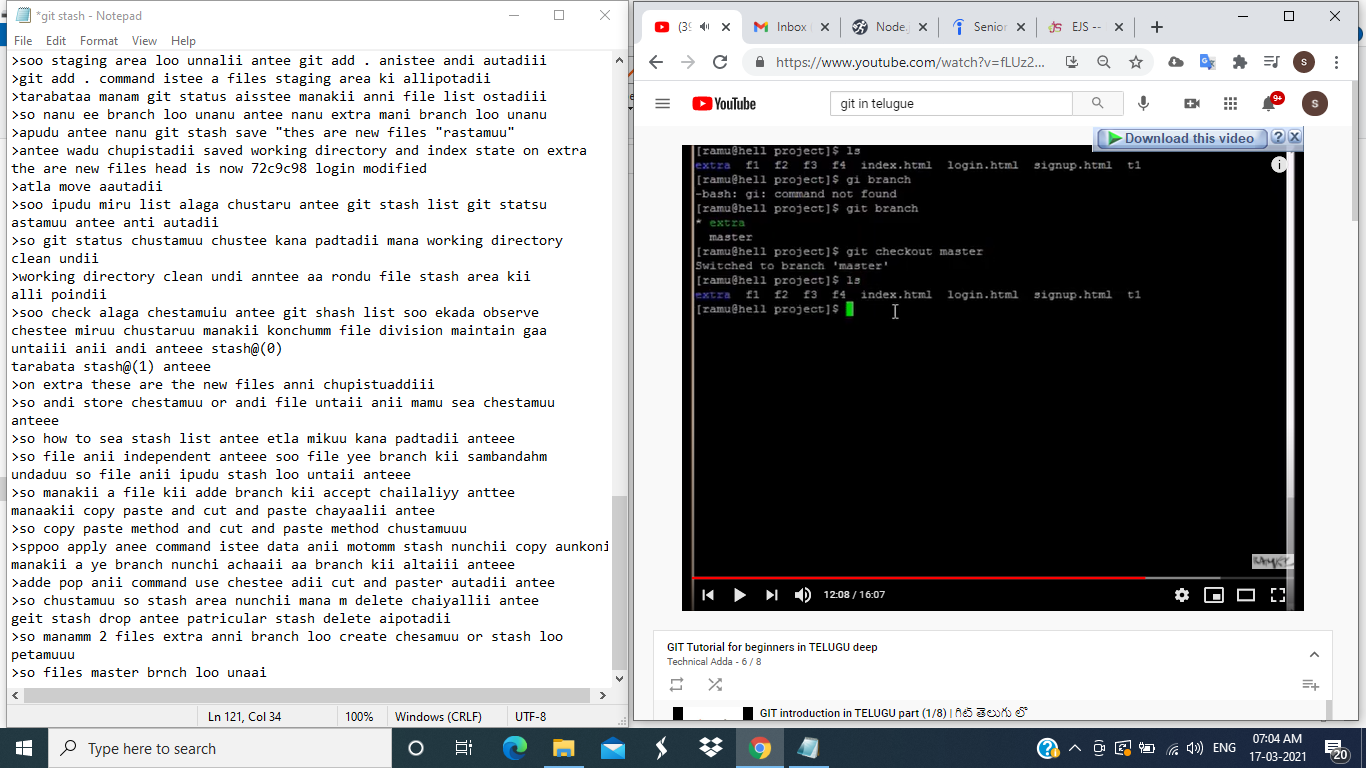 *git stash - Notepad
File Edit Format View Help
>soo staging area loo unnalii antee git add . anistee andi autadiii
>git add . command istee a files staging area ki allipotadii
>tarabataa manam git status aisstee manakii anni file list ostadiii
>so nanu ee branch loo unanu antee nanu extra mani branch loo unanu
>apudu antee nanu git stash save "thes are new files "rastamuu"
>antee wadu chupistadii saved working directory and index state on extra
the are new files head is now 72c9c98 login modified
>atla move aautadii
>soo ipudu miru list alaga chustaru antee git stash list git statsu
astamuu antee anti autadii
>so git status chustamuu chustee kana padtadii mana working directory
clean undii
>working directory clean undi anntee aa rondu file stash area kii
alli poindii
>soo check alaga chestamuiu antee git shash list soo ekada observe
chestee miruu chustaruu manakii konchumm file division maintain gaa
untaiii anii andi anteee stash@(0)
tarabata stash@(1) anteee
>on extra these are the new files anni chupistuaddiii
>so andi store chestamuu or andi file untaii anii mamu sea chestamuu
anteee
>so how to sea stash list antee etla mikuu kana padtadii anteee
>so file anii independent anteee soo file yee branch kii sambandahm
undaduu so file anii ipudu stash loo untaii anteee
>so manakii a file kii adde branch kii accept chailaliyy anttee
manaakii copy paste and cut and paste chayaalii antee
>so copy paste method and cut and paste method chustamuuu
>sppoo apply anee command istee data anii motomm stash nunchii copy aunkoni
manakii a ye branch nunchi achaaii aa branch kii altaiii anteee
>adde pop anii command use chestee adii cut and paster autadii antee
>so chustamuu so stash area nunchii mana m delete chaiyallii antee
geit stash drop antee patricular stash delete aipotadii
>so manamm 2 files extra anni branch loo create chesamuu or stash loo
petamuuu
>so files master brnch loo unaai
Ln 121, Col 34 100% Windows (CRLF) UTF-8
(39 Inbox Node. Senior EJS --
https://www.youtube.com/watch?v=fLUz2...
S
YouTube
git in telugue
9+
S
Download this video
[ramu@hell project]$ ls
extra f1 f2 f3 f4 index.html login.html signup.html t1
[ramu@hell project]$ gi branch
-bash: gi: command not found
[ramu@hell project]$ git branch
* extra
master
[ramu@hell project]$ git checkout master
Switched to branch 'master'
[ramu@hell project]$ ls
extra f1 f2 f3 f4 index.html login.html signup.html t1
[ramu@hell project]$
12:08 / 16:07
GIT Tutorial for beginners in TELUGU deep
Technical Adda - 6 / 8
GIT introduction in TELUGU part (1/8) | గిట్ తెలుగు లో
Type here to search
ENG
07:04 AM
17-03-2021
20